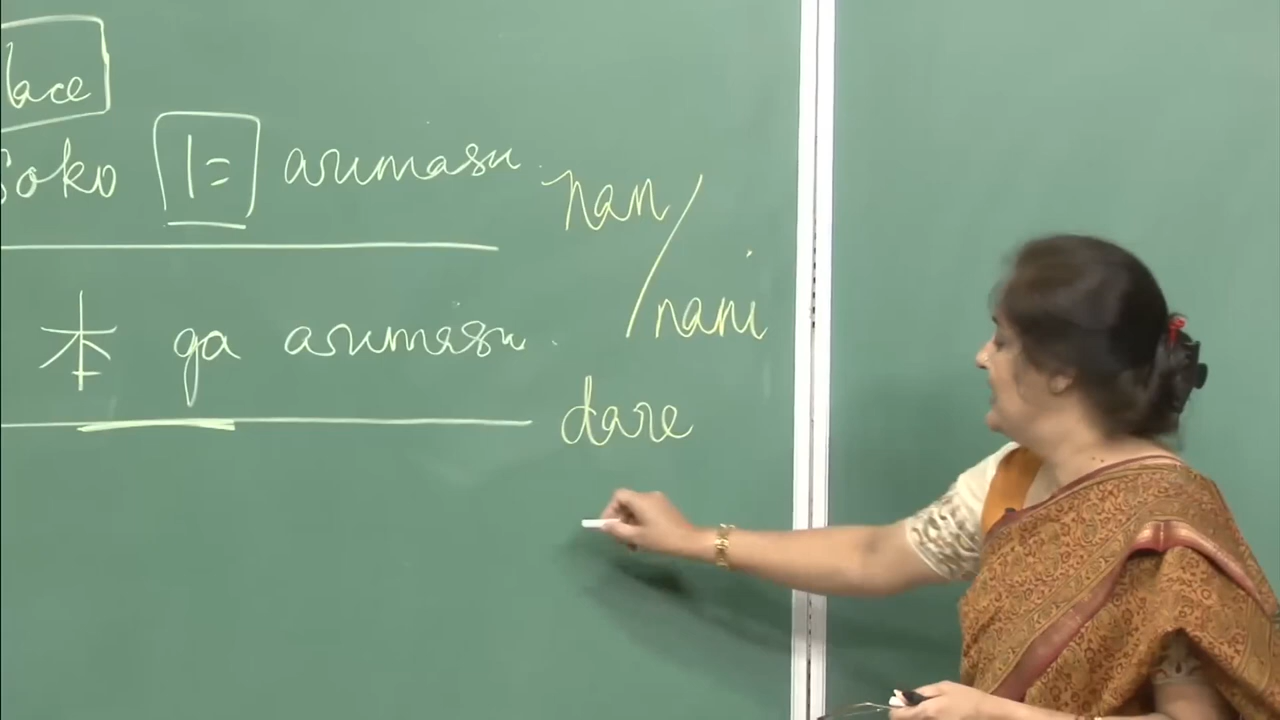 lace
Soko に arimasu.
nan/
nani
本 ga arimasu.
dare